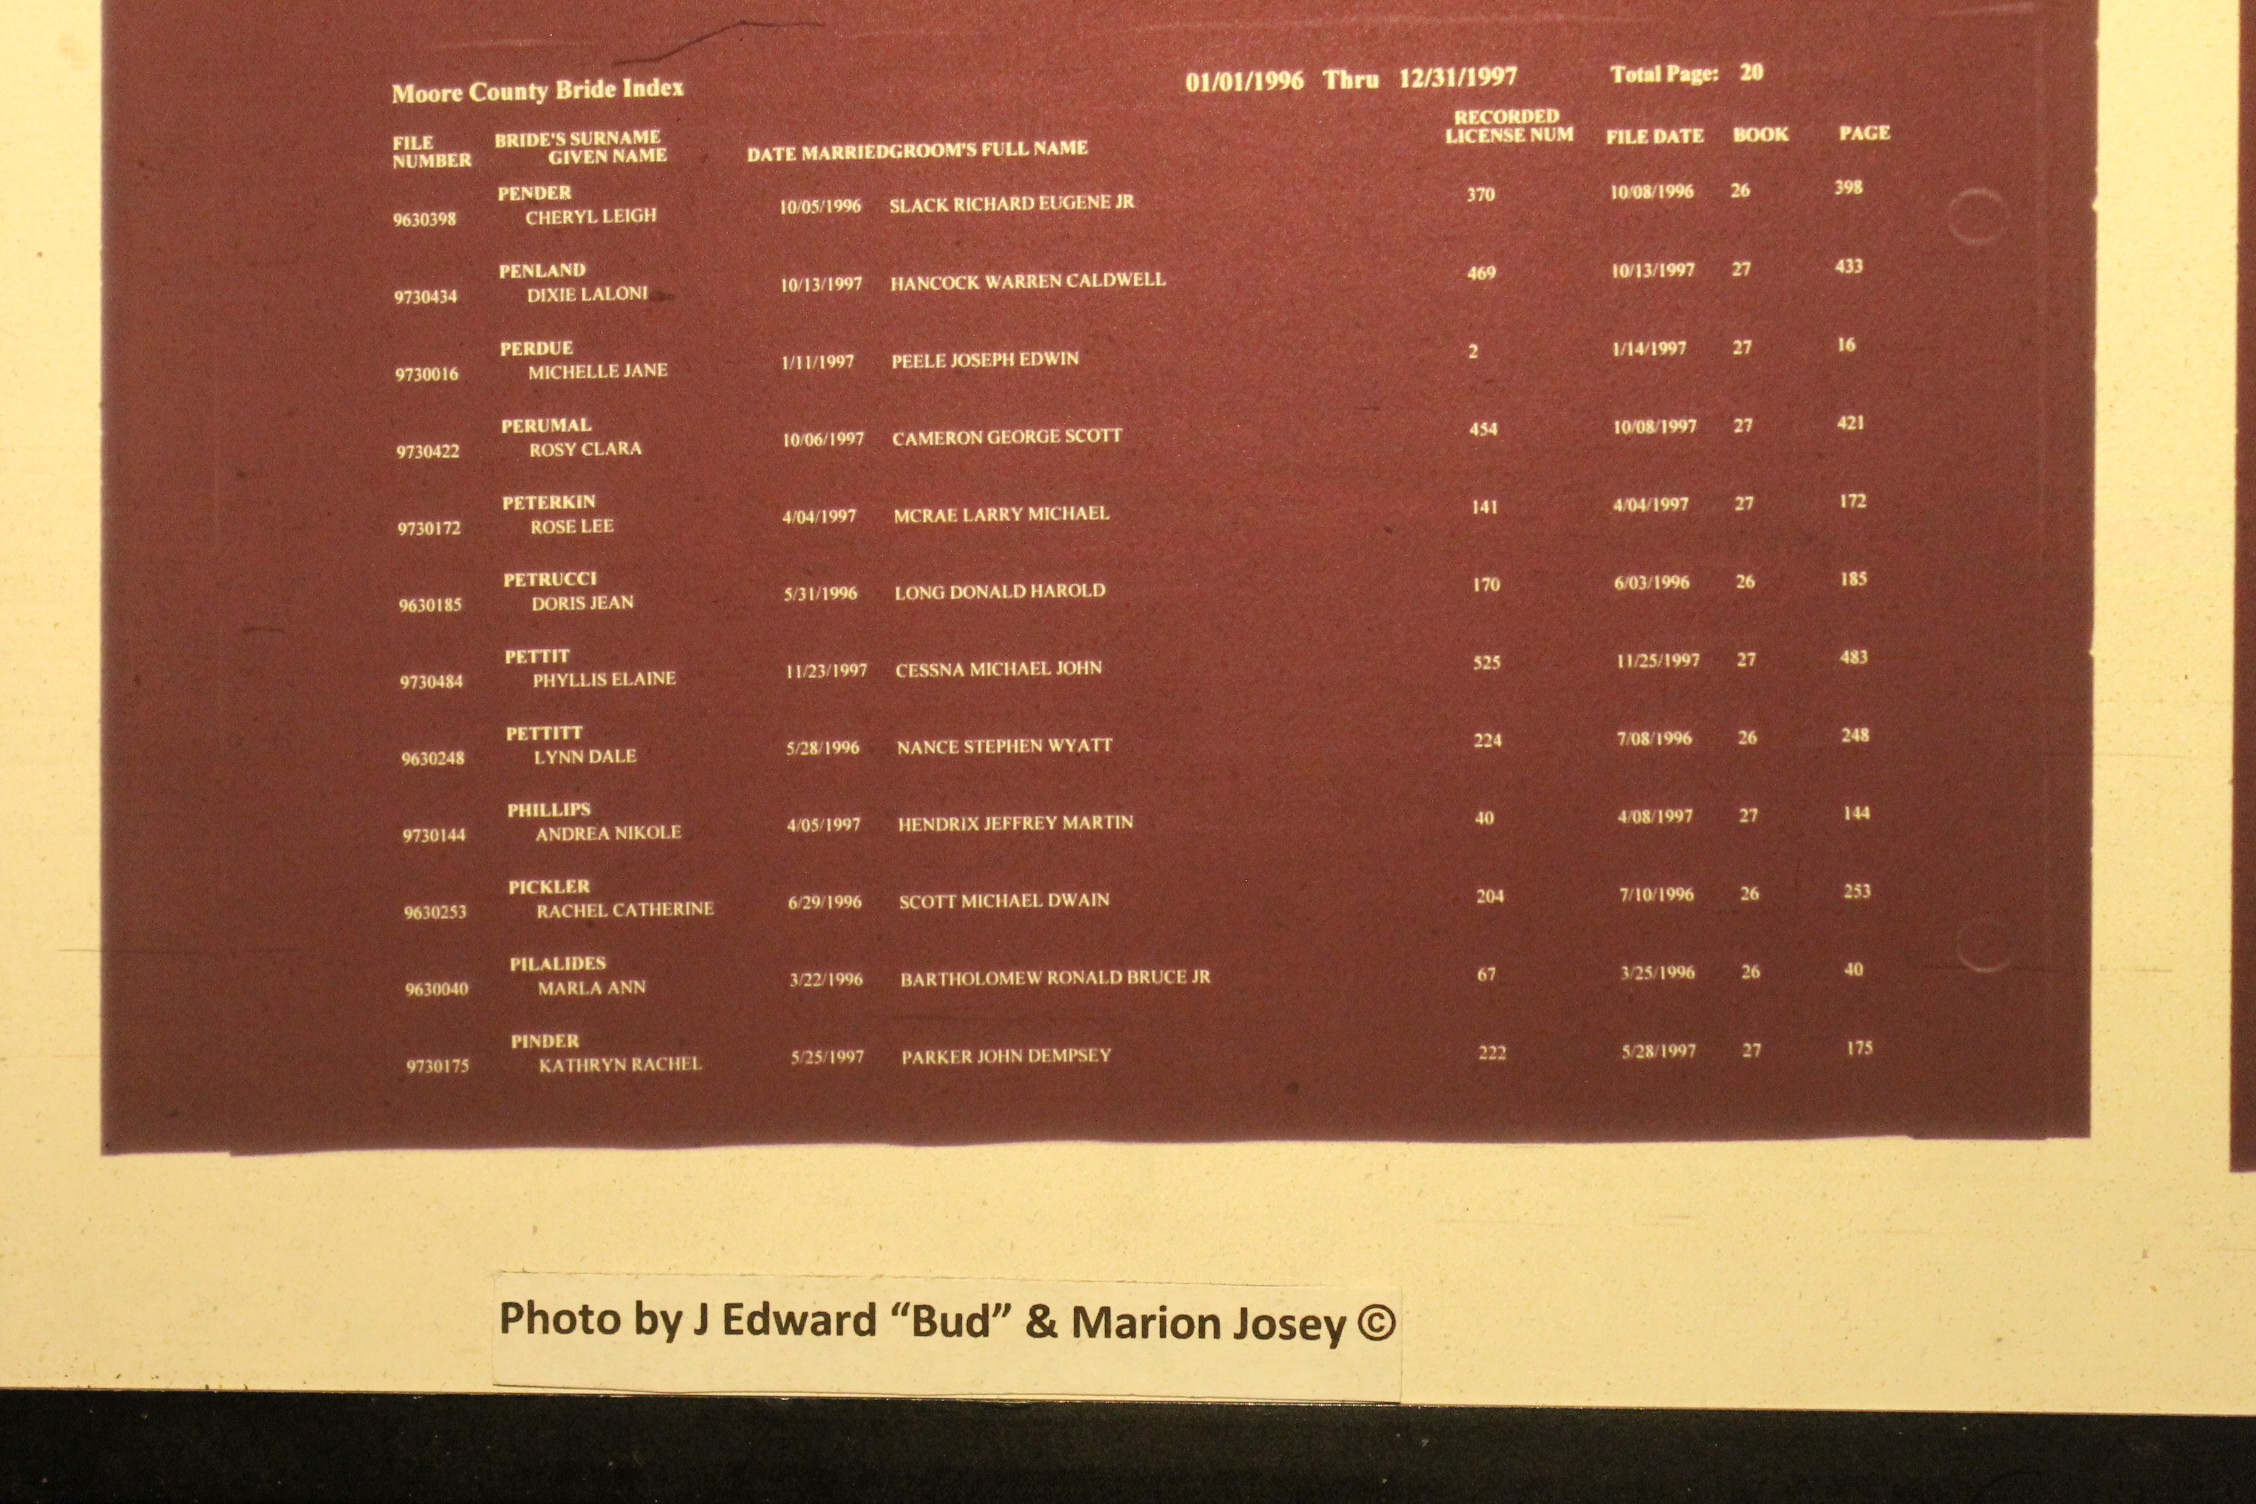 Moore County Bride Index 01/01/1996 Thru 12/31/1997 Total Page: 20
RECORDED
FILE BRIDE'S SURNAME LICENSE NUM FILE DATE BOOK PAGE
NUMBER GIVEN NAME DATE MARRIEDGROOM'S FULL NAME
PENDER 370 10/08/1996 26 398
9630398 CHERYL LEIGH 10/05/1996 SLACK RICHARD EUGENE JR
PENLAND 469 10/13/1997 27 433
9730434 DIXIE LALONI 10/13/1997 HANCOCK WARREN CALDWELL
PERDUE 2 1/14/1997 27 16
9730016 MICHELLE JANE 1/11/1997 PEELE JOSEPH EDWIN
PERUMAL 454 10/08/1997 27 421
9730422 ROSY CLARA 10/06/1997 CAMERON GEORGE SCOTT
PETERKIN 141 4/04/1997 27 172
9730172 ROSE LEE 4/04/1997 MCRAE LARRY MICHAEL
PETRUCCI 170 6/03/1996 26 185
9630185 DORIS JEAN 5/31/1996 LONG DONALD HAROLD
PETTIT 525 11/25/1997 27 483
9730484 PHYLLIS ELAINE 11/23/1997 CESSNA MICHAEL JOHN
PETTITT 224 7/08/1996 26 248
9630248 LYNN DALE 5/28/1996 NANCE STEPHEN WYATT
PHILLIPS 40 4/08/1997 27 144
9730144 ANDREA NIKOLE 4/05/1997 HENDRIX JEFFREY MARTIN
PICKLER 204 7/10/1996 26 253
9630253 RACHEL CATHERINE 6/29/1996 SCOTT MICHAEL DWAIN
PILALIDES 67 3/25/1996 26 40
9630040 MARLA ANN 3/22/1996 BARTHOLOMEW RONALD BRUCE JR
PINDER 222 5/28/1997 27 175
9730175 KATHRYN RACHEL 5/25/1997 PARKER JOHN DEMPSEY
Photo by J Edward “Bud” & Marion Josey ©